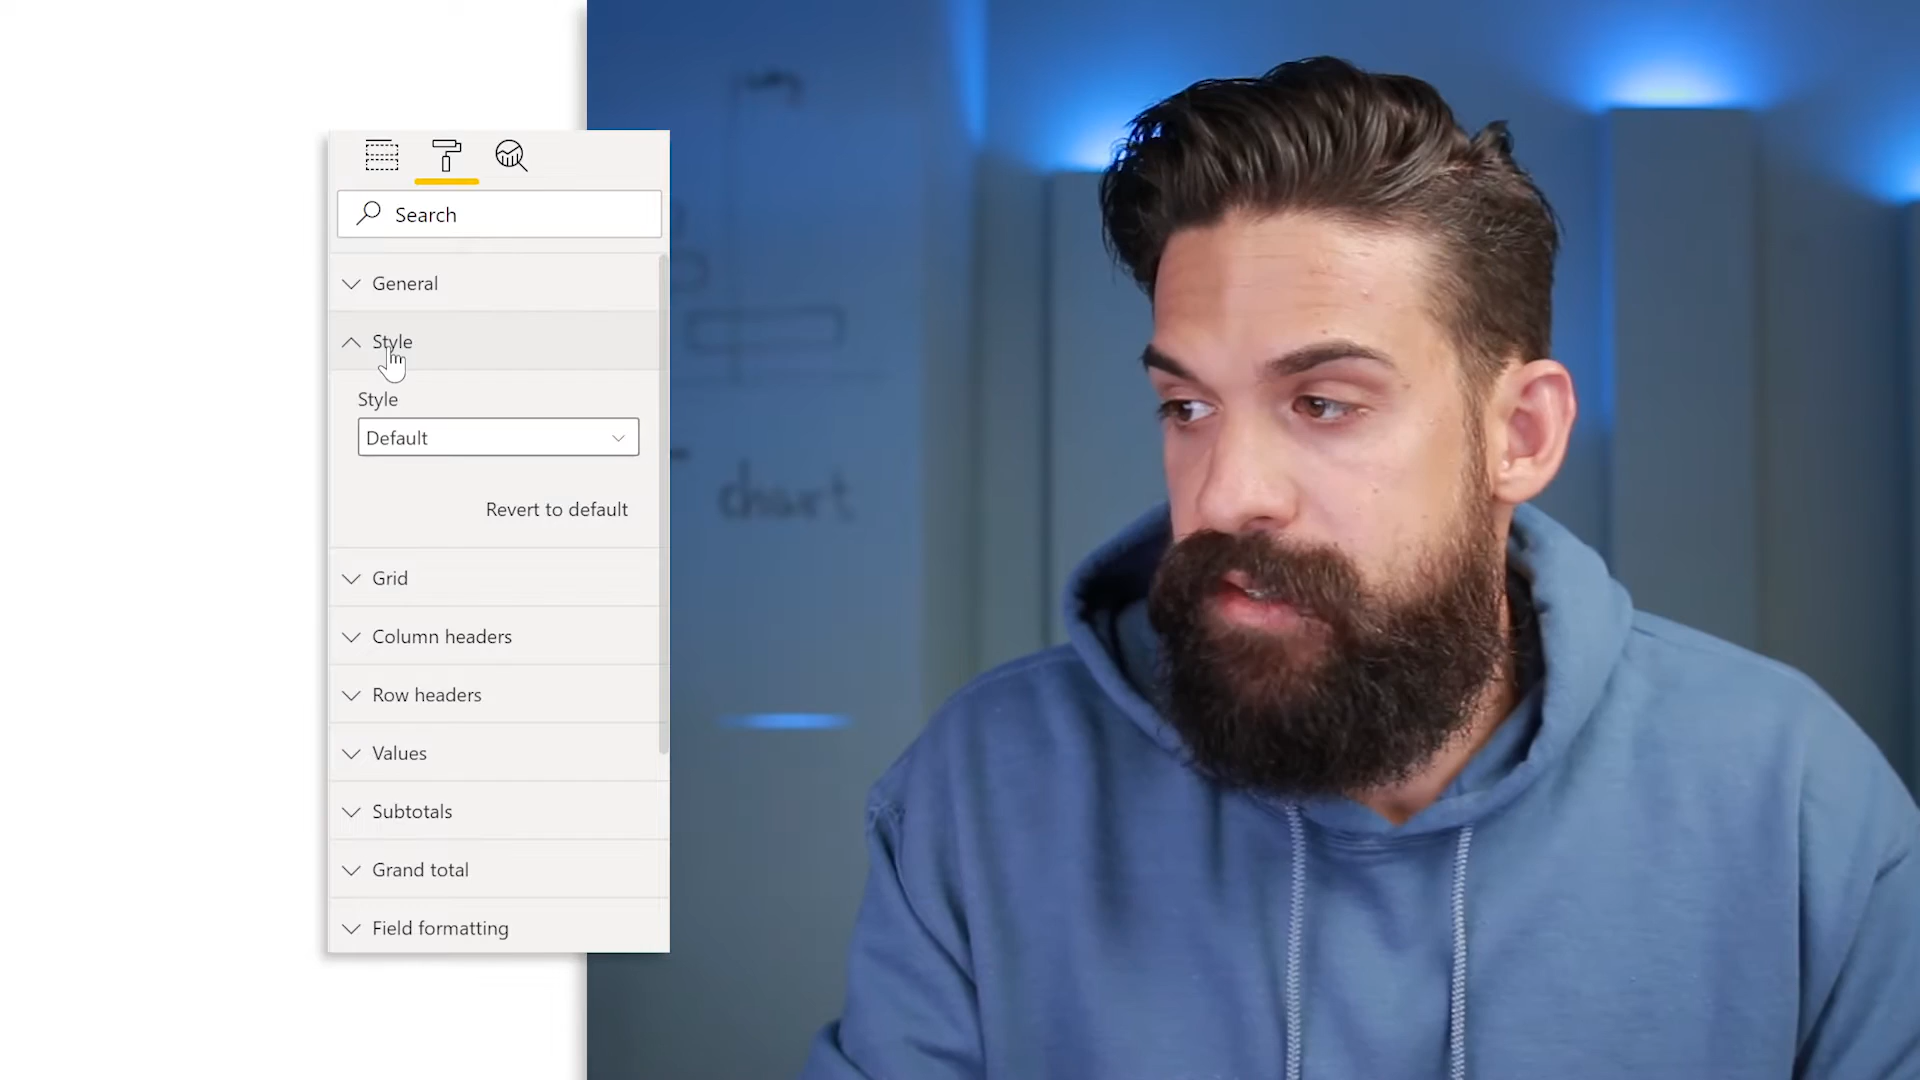 Search
General
Style
Style
Default
Revert to default
Grid
Column headers
Row headers
Values
Subtotals
Grand total
Field formatting
chart